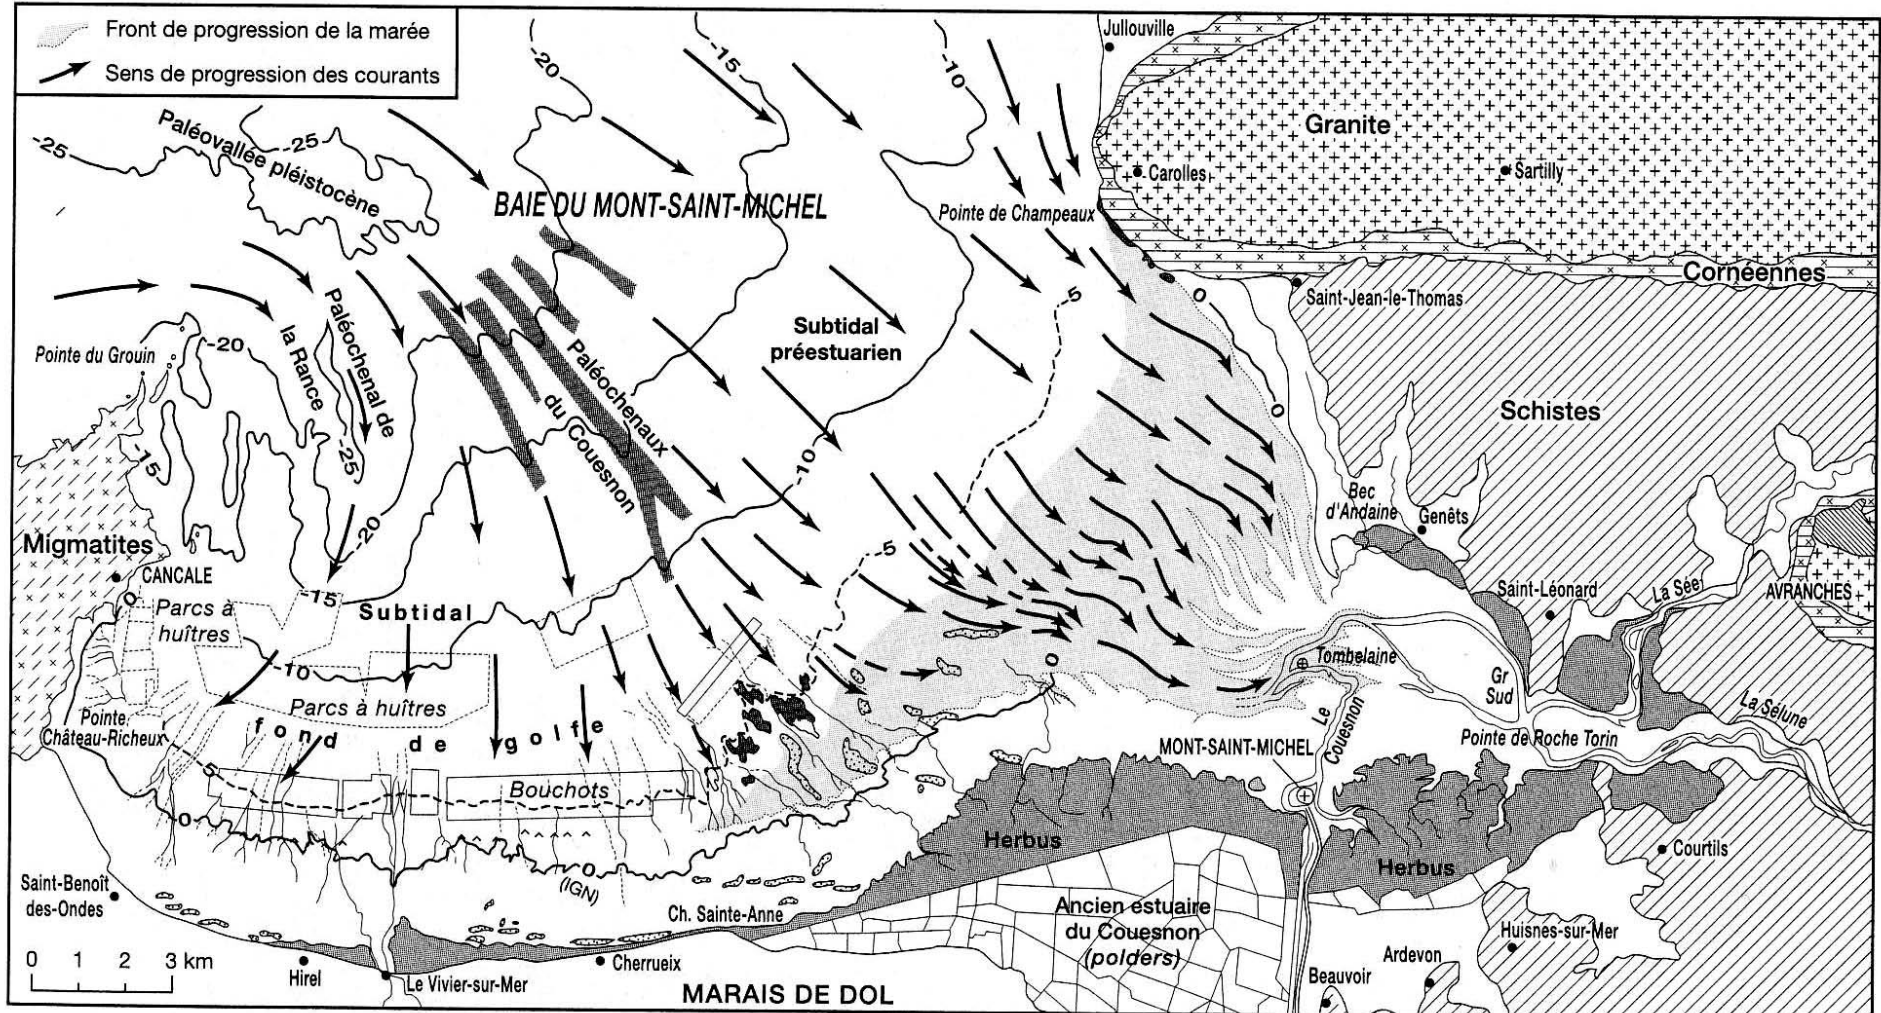 Front de progression de la marée
Sens de progression des courants
-20
-15
-10
Jullouville
Granite
Carolles
Sartilly
-25
Paléovallée pléistocène
-25
BAIE DU MONT-SAINT-MICHEL
Pointe de Champeaux
Cornéennes
Saint-Jean-le-Thomas
0
-5
Subtidal
préestuarien
Pointe du Grouin
-20
Paléochenal de
la Rance
-25
-15
Paléochenaux
du Couesnon
Schistes
0
-10
-20
Bec
d'Andaine
Genêts
-5
Migmatites
CANCALE
0
Parcs à
huîtres
-15
Subtidal
Saint-Léonard
La Sée
AVRANCHES
-10
Parcs à huîtres
fond de golfe
0
Tombelaine
Gr
Sud
La Sélune
Pointe
Château-Richeux
-5
Bouchots
Le
Couesnon
MONT-SAINT-MICHEL
Pointe de Roche Torin
0
0
(IGN)
Herbus
Herbus
Courtils
Saint-Benoît
des-Ondes
Ch. Sainte-Anne
Ancien estuaire
du Couesnon
(polders)
Huisnes-sur-Mer
Ardevon
Beauvoir
0 1 2 3 km
Hirel
Le Vivier-sur-Mer
Cherrueix
MARAIS DE DOL